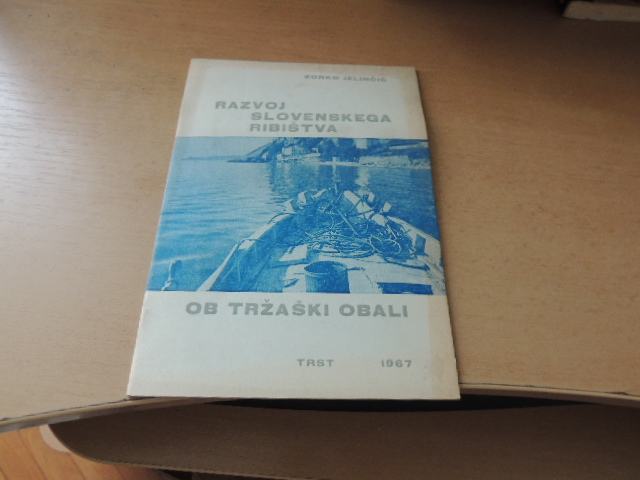 ZORKO JELINČIČ
RAZVOJ
SLOVENSKEGA
RIBIŠTVA
OB TRŽAŠKI OBALI
TRST 1967